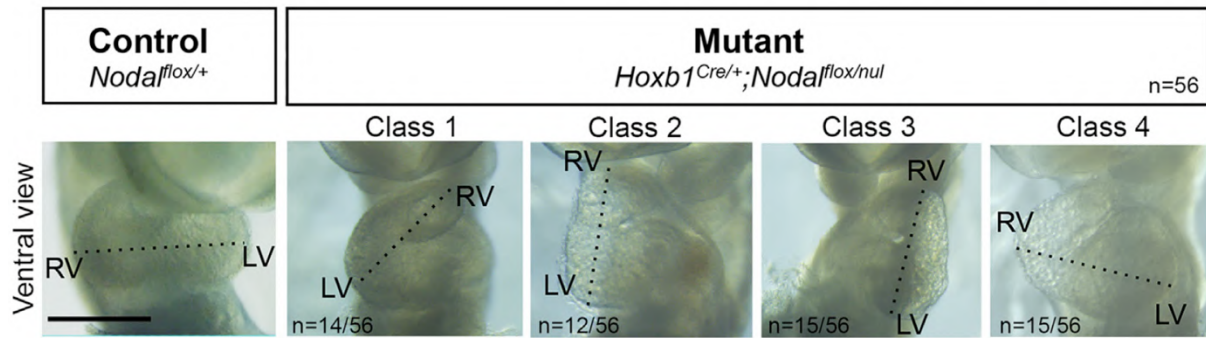 Control
Nodal^flox/+
Mutant
Hoxb1^Cre/+;Nodal^flox/nul
n=56
Class 1
Class 2
Class 3
Class 4
Ventral view
RV
LV
RV
LV
n=14/56
RV
LV
n=12/56
RV
LV
n=15/56
RV
LV
n=15/56